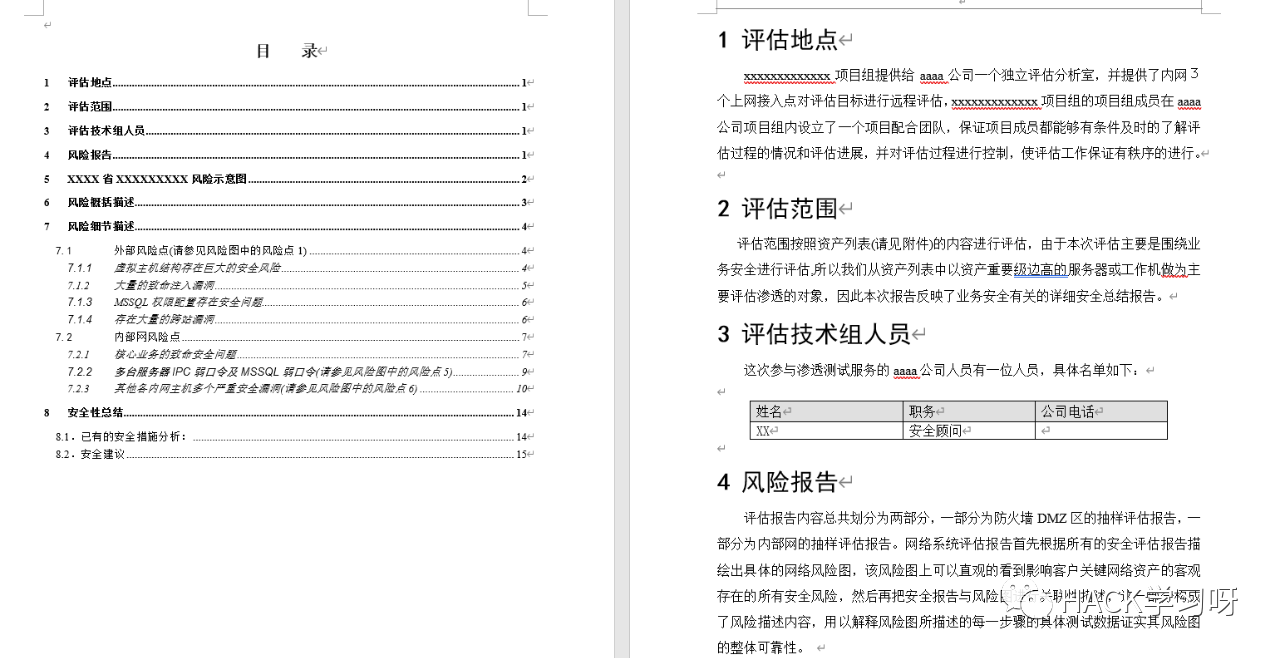 目 录
1 评估地点 1
2 评估范围 1
3 评估技术组人员 1
4 风险报告 1
5 XXXX 省 XXXXXXXXX 风险示意图 2
6 风险概括描述 3
7 风险细节描述 4
7.1 外部风险点(请参见风险图中的风险点 1) 4
7.1.1 虚拟主机结构存在巨大的安全风险 4
7.1.2 大量的致命注入漏洞 5
7.1.3 MSSQL 权限配置存在安全问题 6
7.1.4 存在大量的跨站漏洞 6
7.2 内部网风险点 7
7.2.1 核心业务的致命安全问题 7
7.2.2 多台服务器 IPC 弱口令及 MSSQL 弱口令(请参见风险图中的风险点 5) 9
7.2.3 其他各内网主机多个严重安全漏洞(请参见风险图中的风险点 6) 10
8 安全性总结 14
8.1. 已有的安全措施分析： 14
8.2. 安全建议 15
1 评估地点
xxxxxxxxxxxxx 项目组提供给 aaaa 公司一个独立评估分析室，并提供了内网 3
个上网接入点对评估目标进行远程评估，xxxxxxxxxxxxx 项目组的项目组成员在 aaaa
公司项目组内设立了一个项目配合团队，保证项目成员都能够有条件及时的了解评
估过程的情况和评估进展，并对评估过程进行控制，使评估工作保证有秩序的进行。
2 评估范围
评估范围按照资产列表(请见附件)的内容进行评估，由于本次评估主要是围绕业
务安全进行评估,所以我们从资产列表中以资产重要级边高的服务器或工作机做为主
要评估渗透的对象，因此本次报告反映了业务安全有关的详细安全总结报告。
3 评估技术组人员
这次参与渗透测试服务的 aaaa 公司人员有一位人员，具体名单如下：
姓名 职务 公司电话
XX 安全顾问
4 风险报告
评估报告内容总共划分为两部分，一部分为防火墙 DMZ 区的抽样评估报告，一
部分为内部网的抽样评估报告。网络系统评估报告首先根据所有的安全评估报告描
绘出具体的网络风险图，该风险图上可以直观的看到影响客户关键网络资产的客观
存在的所有安全风险，然后再把安全报告与风险
了风险描述内容，用以解释风险图所描述的每一步骤的具体测试数据证实其风险图
的整体可靠性。
HACK学习呀